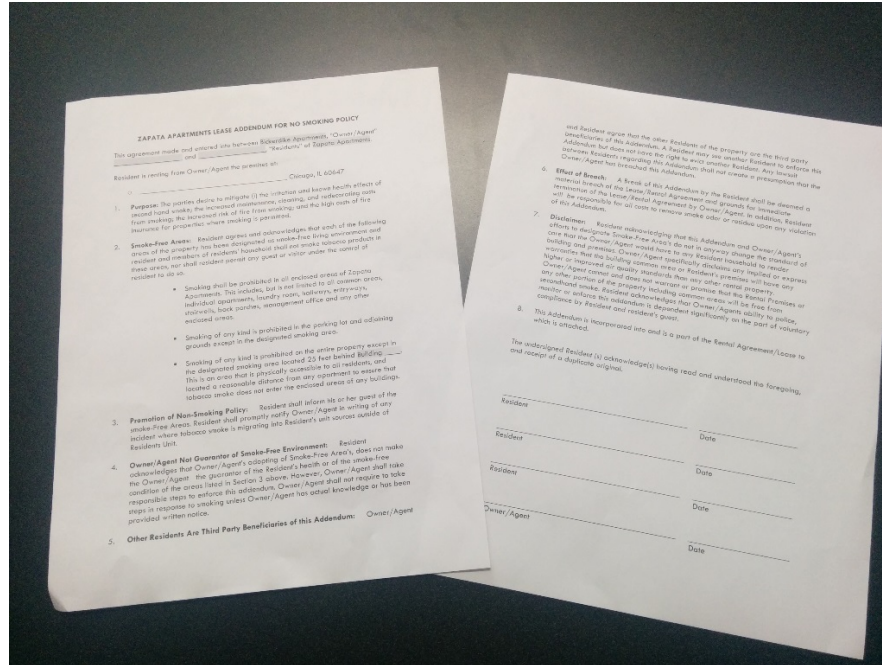 ZAPATA APARTMENTS LEASE ADDENDUM FOR NO SMOKING POLICY
This agreement made and entered into between Bickerdike Apartments, "Owner/Agent"
and "Residents" of Zapata Apartments.
Resident is renting from Owner/Agent the premises at:
Chicago, IL 60647
1. Purpose: The parties desire to mitigate (i) the irritation and known health effects of
second hand smoke; the increased maintenance, cleaning, and redecorating costs
from smoking; the increased risk of fire from smoking; and the high costs of fire
insurance for properties where smoking is permitted.
2. Smoke-Free Areas: Resident agrees and acknowledges that each of the following
areas of the property has been designated as smoke-free living environment and
resident and members of residents' household shall not smoke tobacco products in
these areas, nor shall resident permit any guest or visitor under the control of
resident to do so.
• Smoking shall be prohibited in all enclosed areas of Zapata
Apartments. This includes, but is not limited to all common areas,
individual apartments, laundry room, hallways, entryways,
stairwells, back porches, management office and any other
enclosed areas.
• Smoking of any kind is prohibited in the parking lot and adjoining
grounds except in the designated smoking area.
• Smoking of any kind is prohibited on the entire property except in
the designated smoking area located 25 feet behind Building
This is an area that is physically accessible to all residents, and
located a reasonable distance from any apartment to ensure that
tobacco smoke does not enter the enclosed areas of any buildings.
3. Promotion of Non-Smoking Policy: Resident shall inform his or her guest of the
smoke-Free Areas. Resident shall promptly notify Owner/Agent in writing of any
incident where tobacco smoke is migrating into Resident's unit sources outside of
Residents Unit.
4. Owner/Agent Not Guarantor of Smoke-Free Environment: Resident
acknowledges that Owner/Agent's adopting of Smoke-Free Area's, does not make
the Owner/Agent the guarantor of the Resident's health or of the smoke-free
condition of the areas listed in Section 3 above. However, Owner/Agent shall take
responsible steps to enforce this addendum. Owner/Agent shall not require to take
steps in response to smoking unless Owner/Agent has actual knowledge or has been
provided written notice.
5. Other Residents Are Third Party Beneficiaries of this Addendum: Owner/Agent
and Resident agree that the other Residents of the property are the third party
beneficiaries of this Addendum. A Resident may sue another Resident to enforce this
Addendum but does not have the right to evict another Resident. Any lawsuit
between Residents regarding this Addendum shall not create a presumption that the
Owner/Agent has breached this Addendum.
6. Effect of Breach: A Break of this Addendum by the Resident shall be deemed a
material breach of the Lease/Rental Agreement and grounds for immediate
termination of the Lease/Rental Agreement by Owner/Agent. In addition, Resident
will be responsible for all costs to remove smoke odor or residue upon any violation
of this Addendum.
7. Disclaimer: Resident acknowledging that this Addendum and Owner/Agent's
efforts to designate Smoke-Free Area's do not in anyway change the standard of
care that the Owner/Agent would have to any Resident household to render
building and premises. Owner/Agent specifically disclaims any implied or express
warranties that the building common area or Resident's premises will have any
higher or improved air quality standards than any other rental property.
Owner/Agent cannot and does not warrant or promise that the Rental Premises or
any other portion of the property including common areas will be free from
secondhand smoke. Resident acknowledges that Owner/Agents ability to police,
monitor or enforce this addendum is dependent significantly on the part of voluntary
compliance by Resident and resident's guest.
8. This Addendum is incorporated into and is a part of the Rental Agreement/Lease to
which is attached.
The undersigned Resident (s) acknowledge(s) having read and understood the foregoing,
and receipt of a duplicate original.
Resident Date
Resident Date
Resident Date
Owner/Agent Date